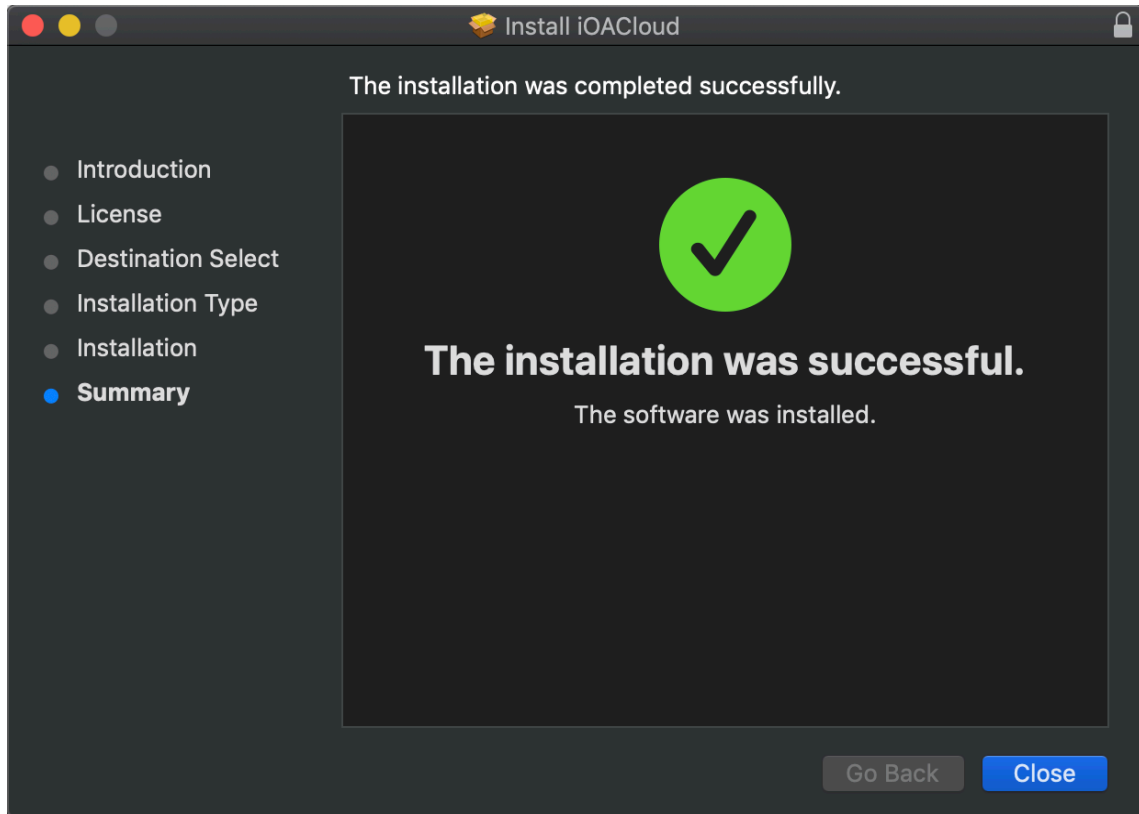 Install iOACloud
The installation was completed successfully.
Introduction
License
Destination Select
Installation Type
Installation
Summary
The installation was successful.
The software was installed.
Go Back
Close